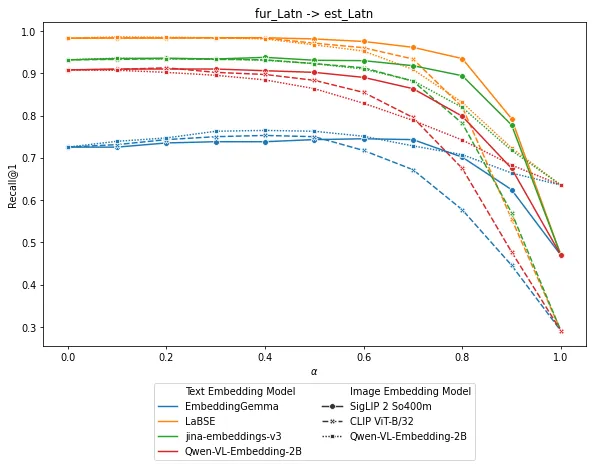 fur_Latn -> est_Latn
1.0
0.9
0.8
0.7
0.6
0.5
0.4
0.3
Recall@1
0.0 0.2 0.4 0.6 0.8 1.0
α
Text Embedding Model Image Embedding Model
EmbeddingGemma SigLIP 2 So400m
LaBSE CLIP ViT-B/32
jina-embeddings-v3 Qwen-VL-Embedding-2B
Qwen-VL-Embedding-2B